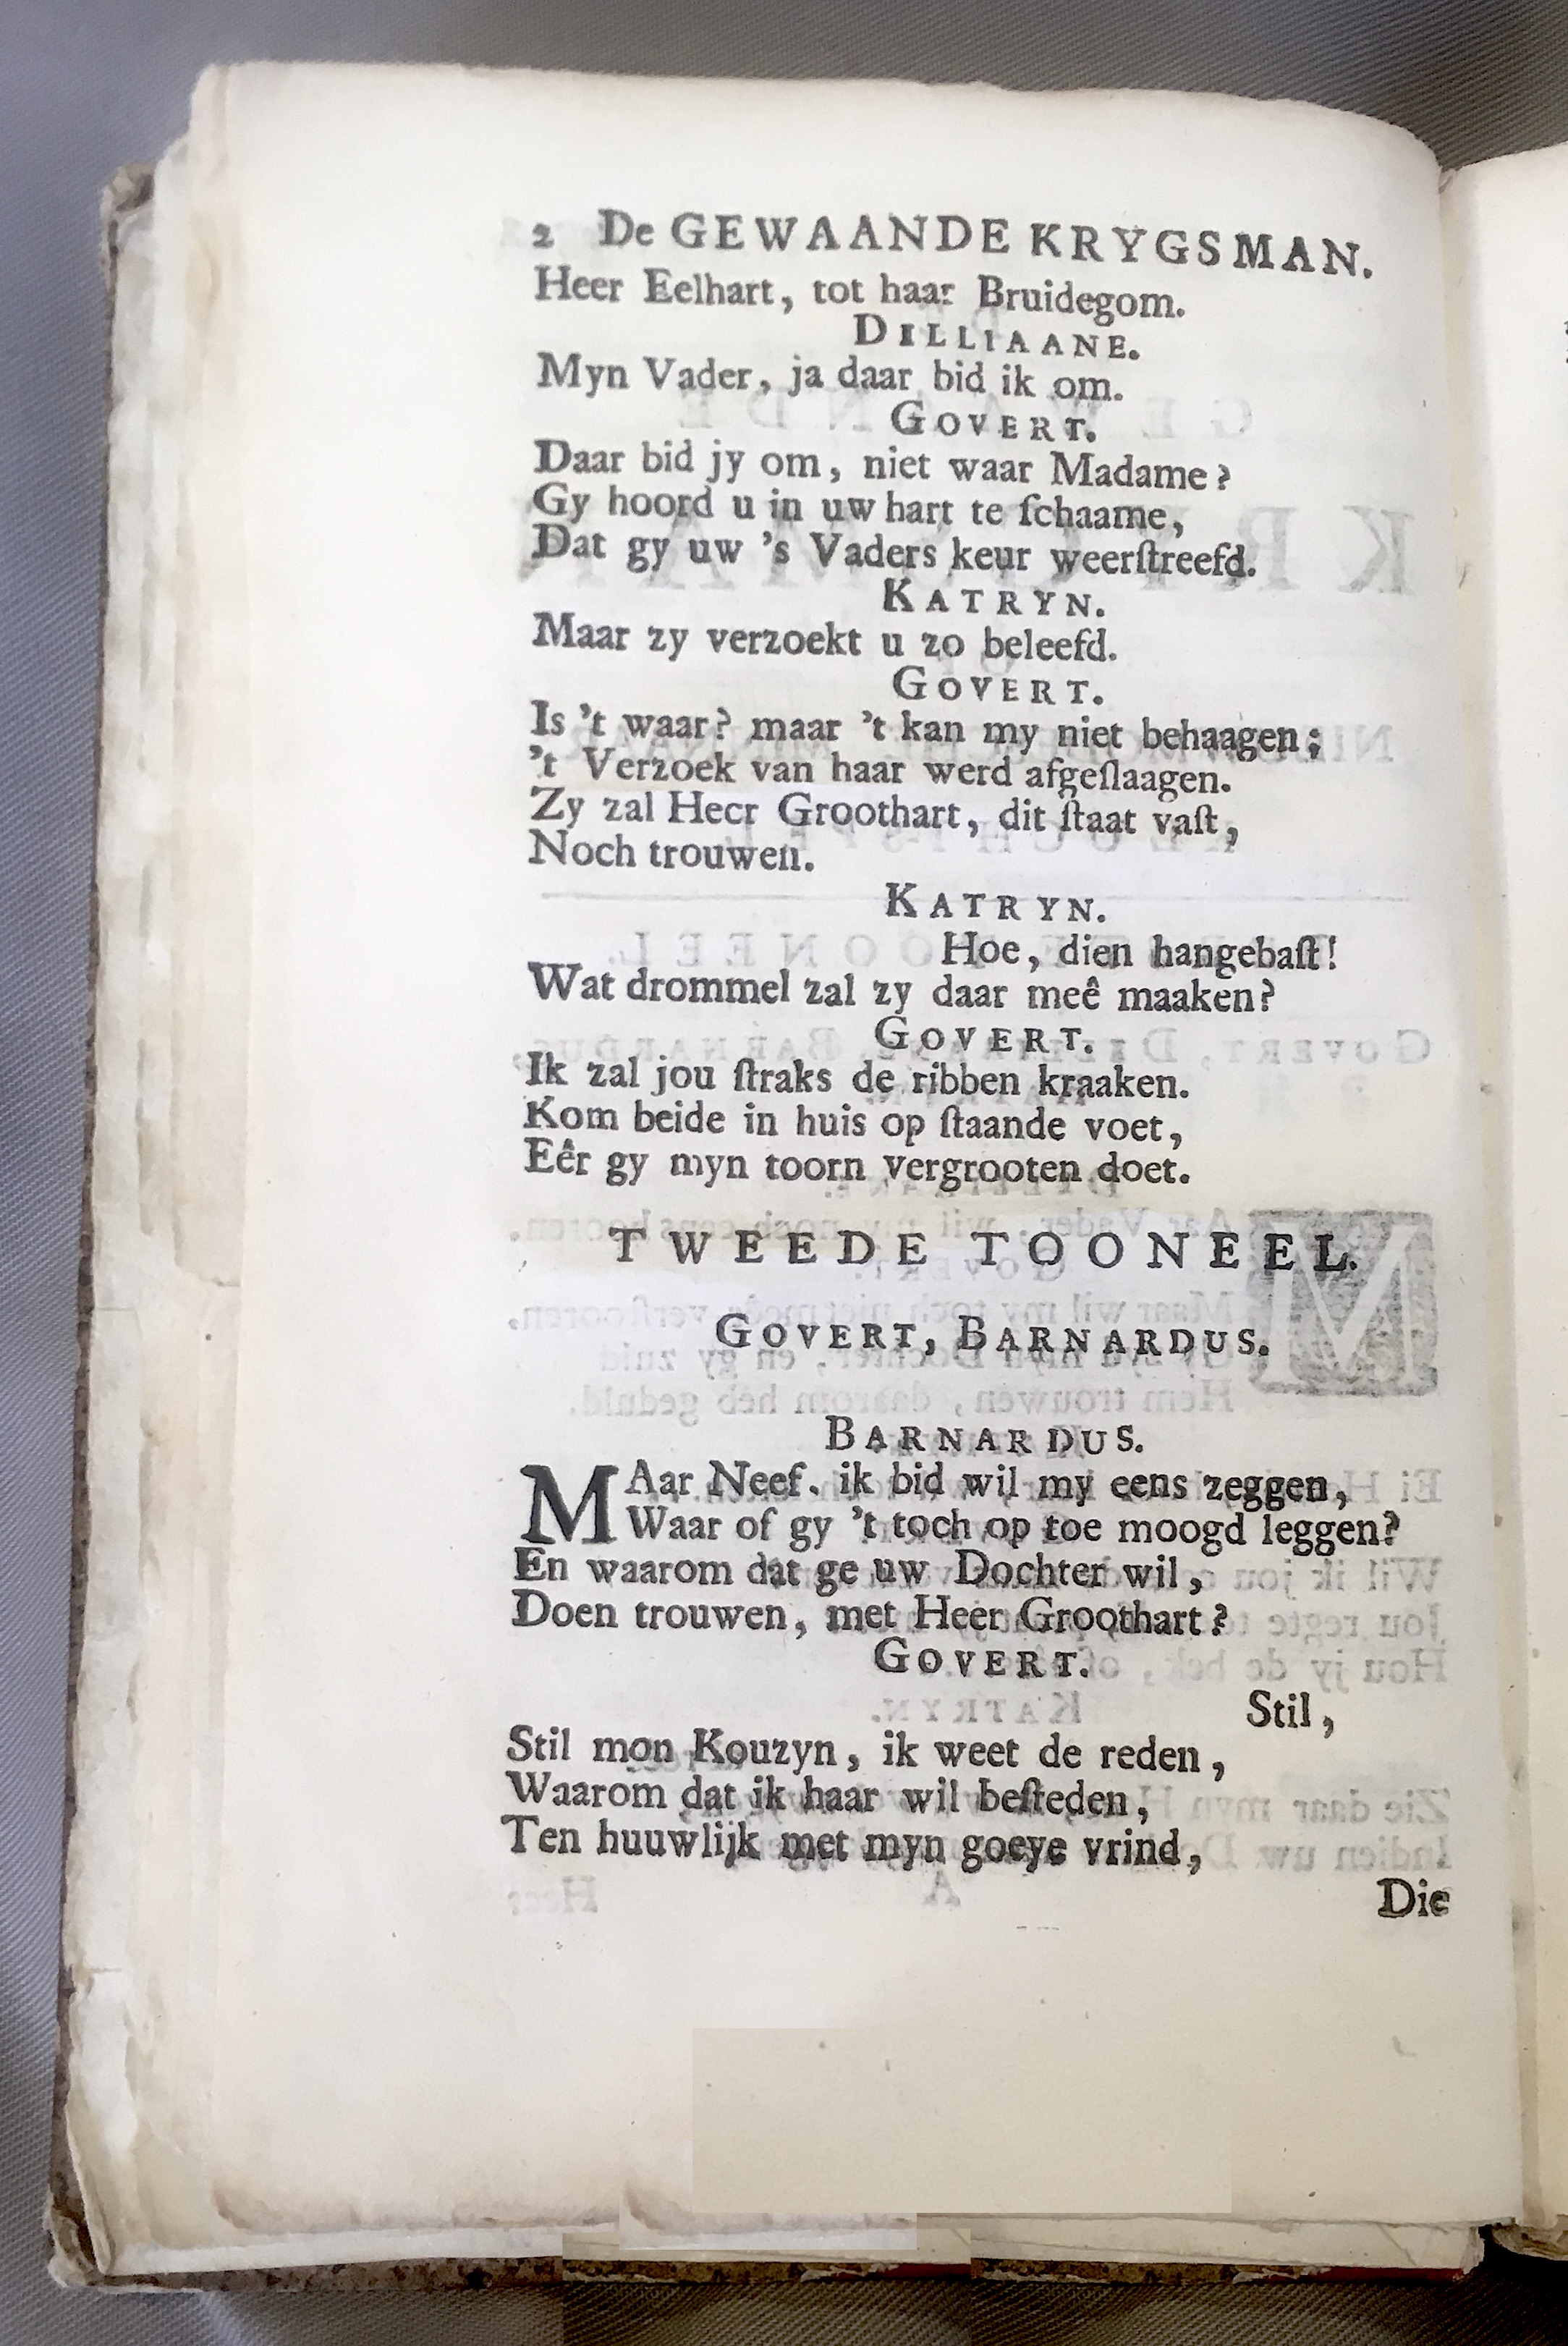 2 De GEWAANDE KRYGSMAN.
Heer Eelhart, tot haar Bruidegom.
DILLIAANE.
Myn Vader, ja daar bid ik om.
GOVERT.
Daar bid jy om, niet waar Madame?
Gy hoord u in uw hart te ſchaame,
Dat gy uw 's Vaders keur weerſtreefd.
KATRYN.
Maar zy verzoekt u zo beleefd.
GOVERT.
Is 't waar? maar 't kan my niet behaagen;
't Verzoek van haar werd afgeſlaagen.
Zy zal Heer Groothart, dit ſtaat vaſt,
Noch trouwen.
KATRYN.
Hoe, dien hangebaſt!
Wat drommel zal zy daar meê maaken?
GOVERT.
Ik zal jou ſtraks de ribben kraaken.
Kom beide in huis op ſtaande voet,
Eêr gy myn toorn vergrooten doet.
TWEEDE TOONEEL.
GOVERT, BARNARDUS.
BARNARDUS.
MAar Neef. ik bid wil my eens zeggen,
Waar of gy 't toch op toe moogd leggen?
En waarom dat ge uw Dochter wil,
Doen trouwen, met Heer Groothart?
GOVERT.
Stil,
Stil mon Kouzyn, ik weet de reden,
Waarom dat ik haar wil beſteden,
Ten huuwlijk met myn goeye vrind,
Die